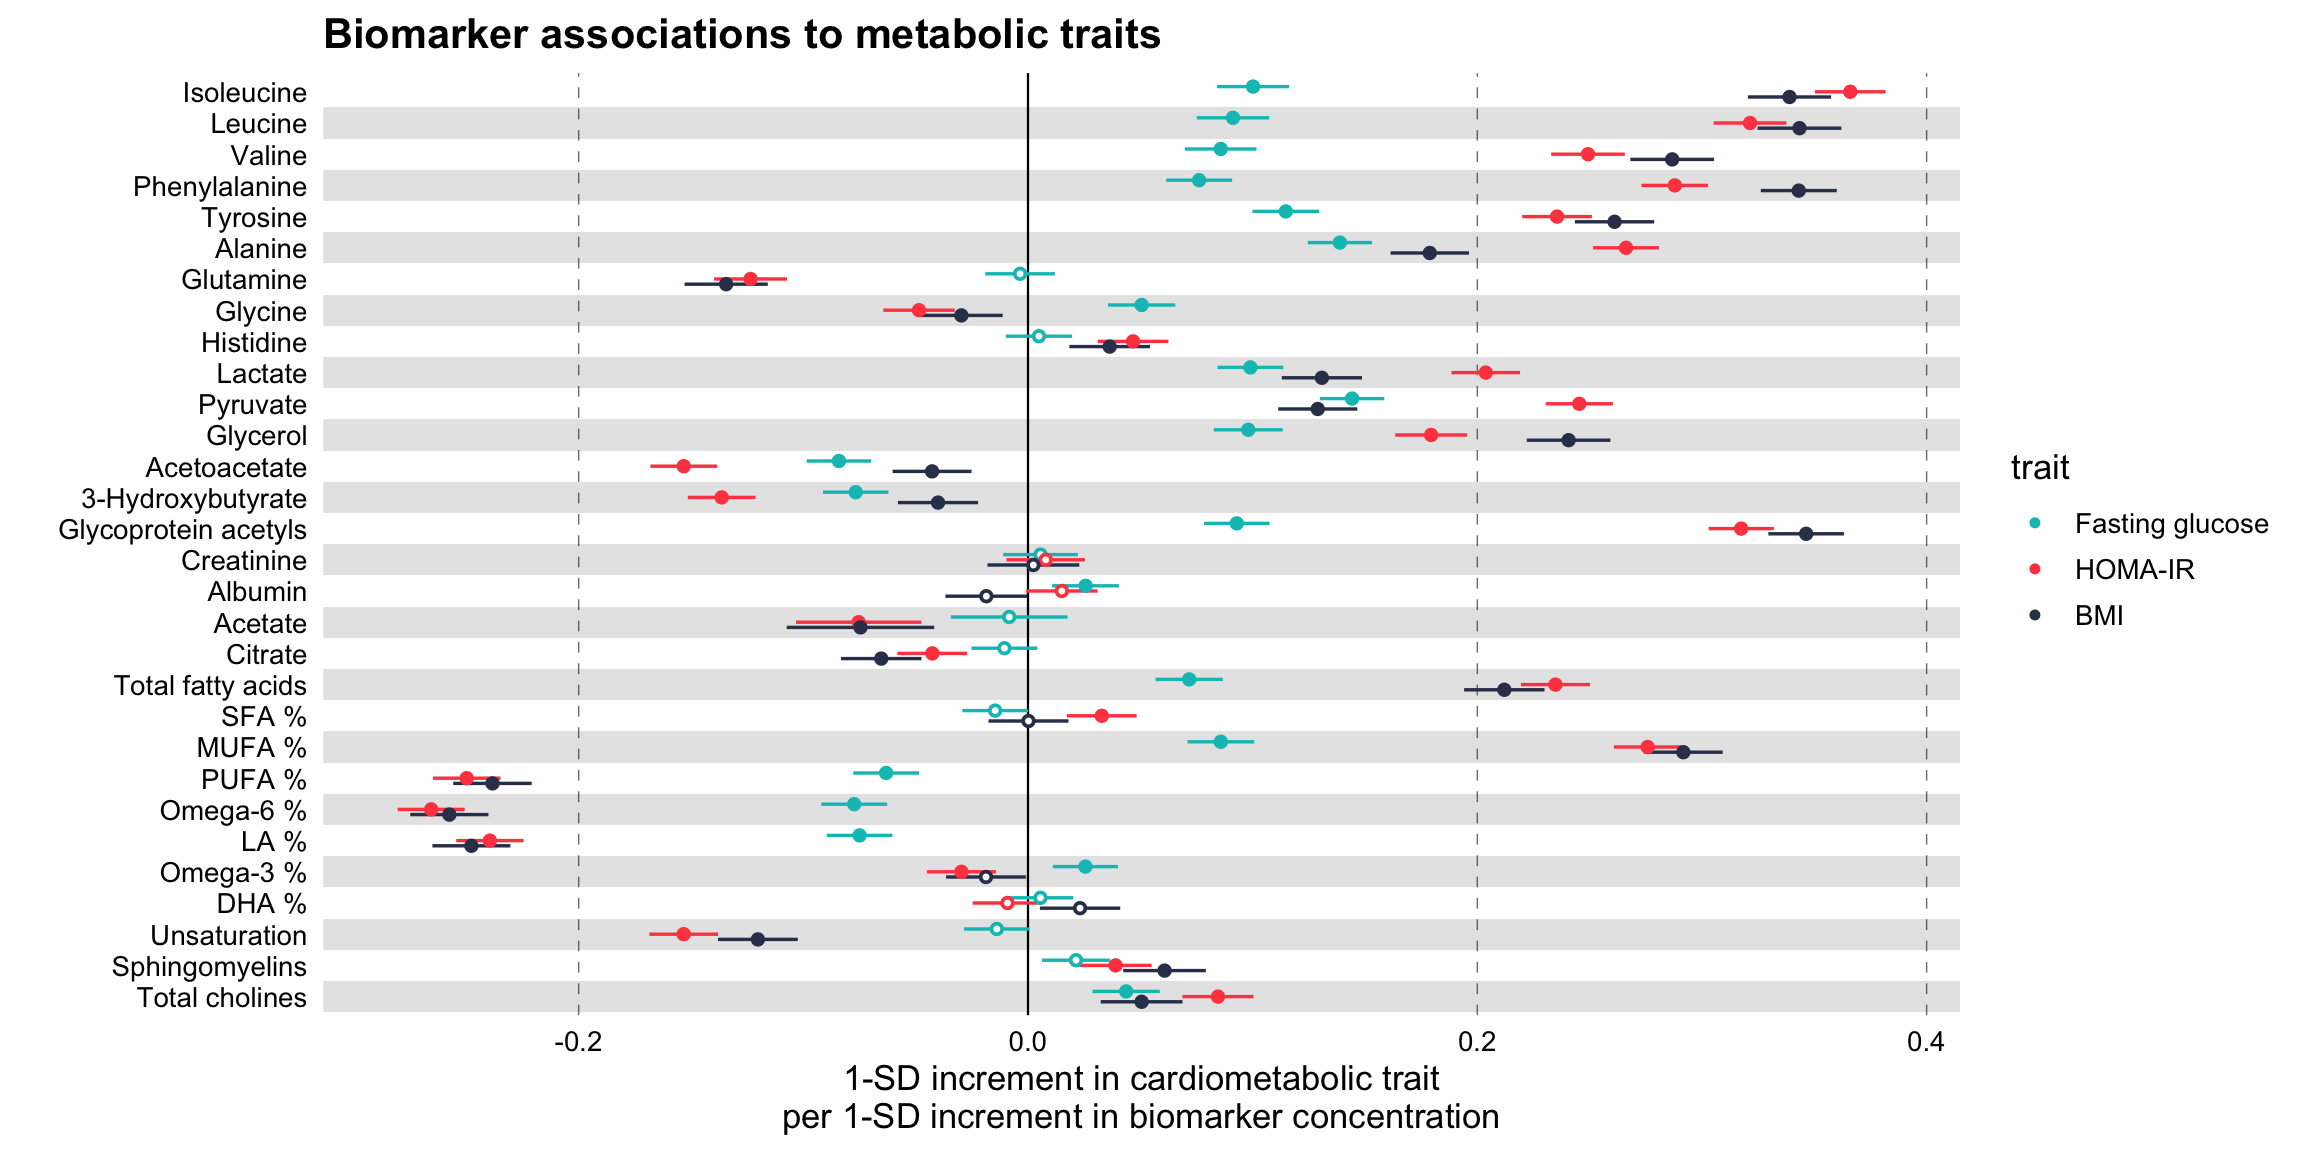 Biomarker associations to metabolic traits
Isoleucine
Leucine
Valine
Phenylalanine
Tyrosine
Alanine
Glutamine
Glycine
Histidine
Lactate
Pyruvate
Glycerol
Acetoacetate
3-Hydroxybutyrate
Glycoprotein acetyls
Creatinine
Albumin
Acetate
Citrate
Total fatty acids
SFA %
MUFA %
PUFA %
Omega-6 %
LA %
Omega-3 %
DHA %
Unsaturation
Sphingomyelins
Total cholines
-0.2 0.0 0.2 0.4
1-SD increment in cardiometabolic trait
per 1-SD increment in biomarker concentration
trait
Fasting glucose
HOMA-IR
BMI